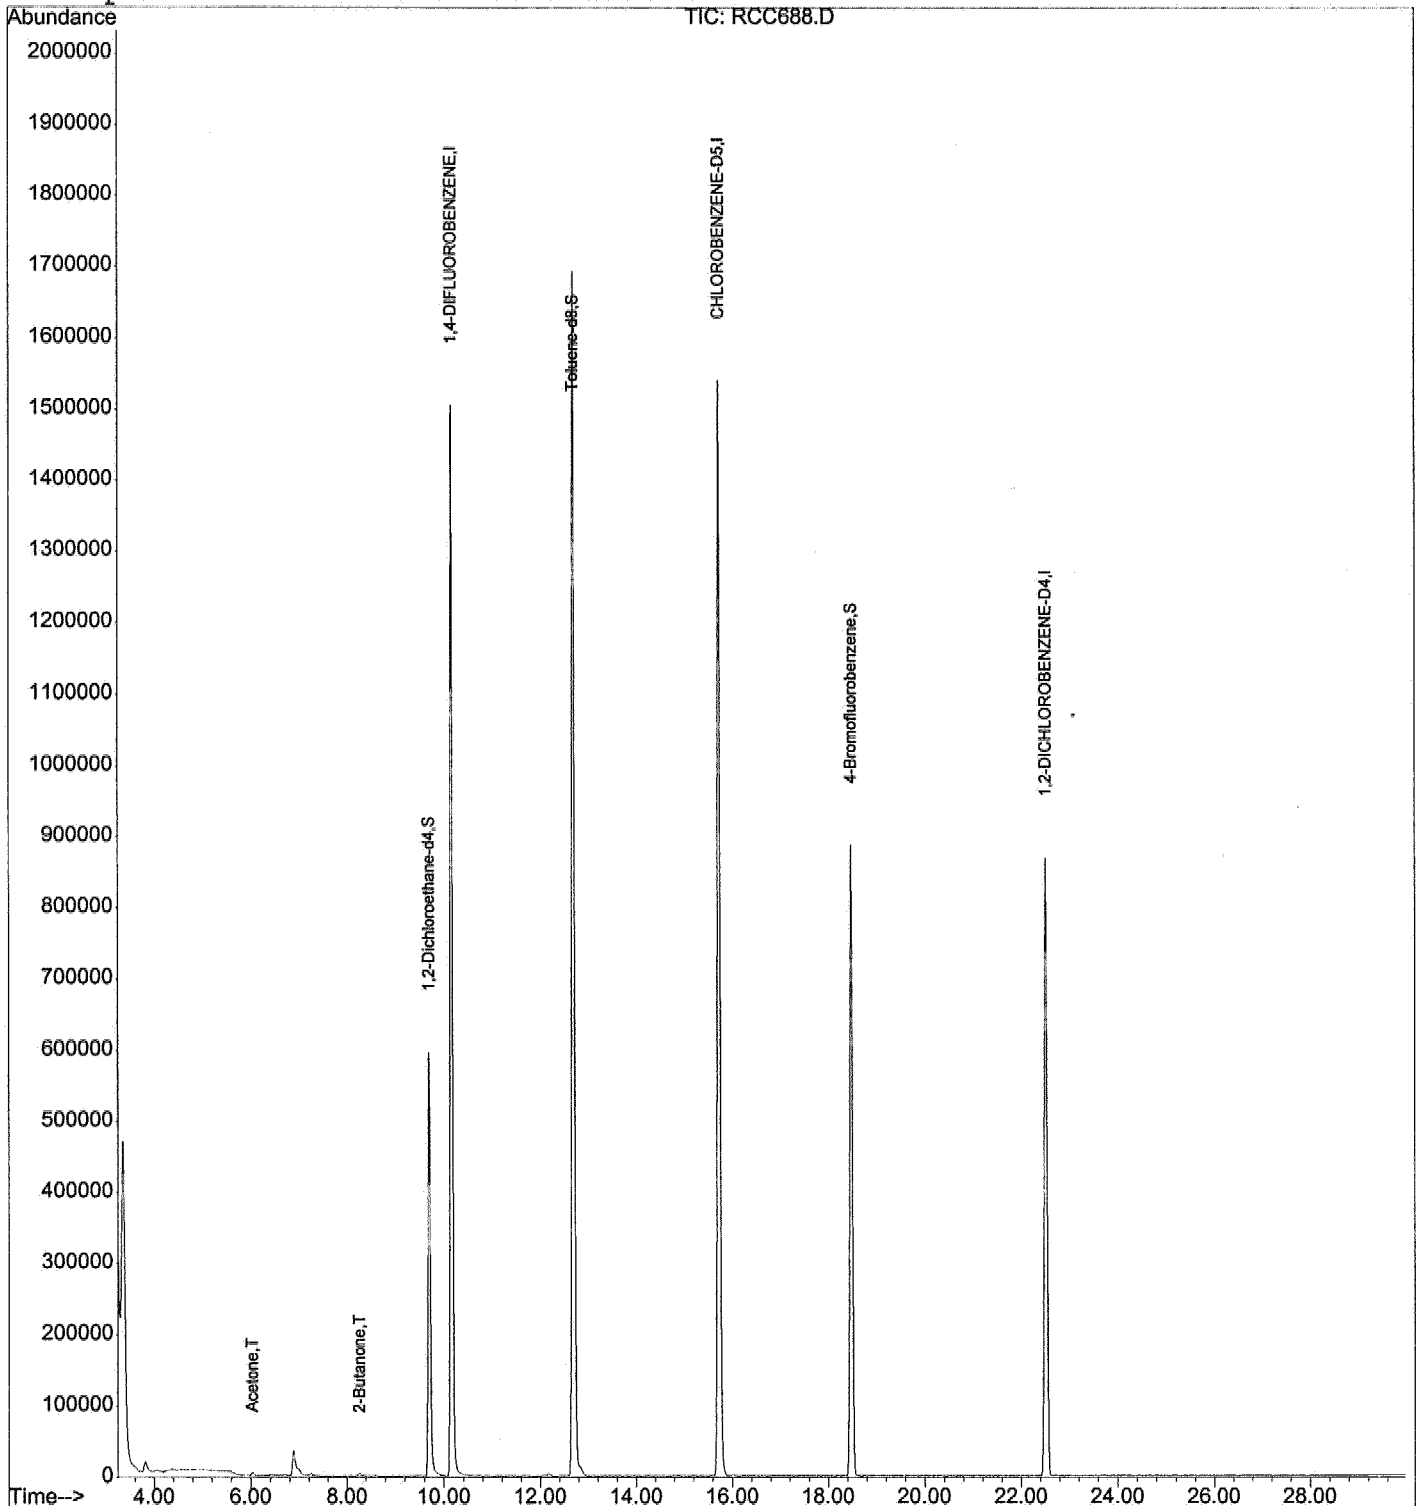 Abundance
TIC: RCC688.D
2000000
1900000
1800000
1700000
1600000
1500000
1400000
1300000
1200000
1100000
1000000
900000
800000
700000
600000
500000
400000
300000
200000
100000
0
Acetone,T
2-Butanone,T
1,2-Dichloroethane-d4,S
1,4-DIFLUOROBENZENE,I
Toluene-d8,S
CHLOROBENZENE-D5,I
4-Bromofluorobenzene,S
1,2-DICHLOROBENZENE-D4,I
Time--> 4.00 6.00 8.00 10.00 12.00 14.00 16.00 18.00 20.00 22.00 24.00 26.00 28.00